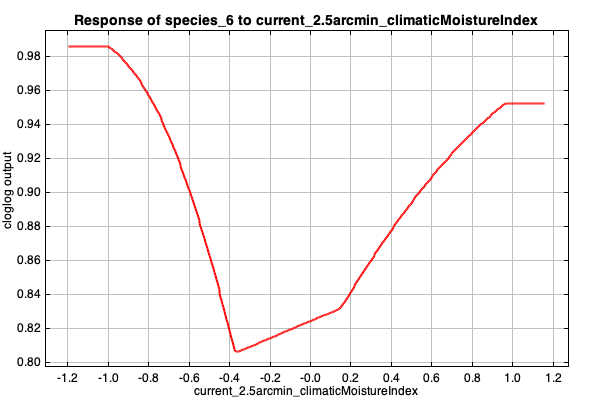 Response of species_6 to current_2.5arcmin_climaticMoistureIndex
cloglog output
0.98
0.96
0.94
0.92
0.90
0.88
0.86
0.84
0.82
0.80
-1.2 -1.0 -0.8 -0.6 -0.4 -0.2 -0.0 0.2 0.4 0.6 0.8 1.0 1.2
current_2.5arcmin_climaticMoistureIndex